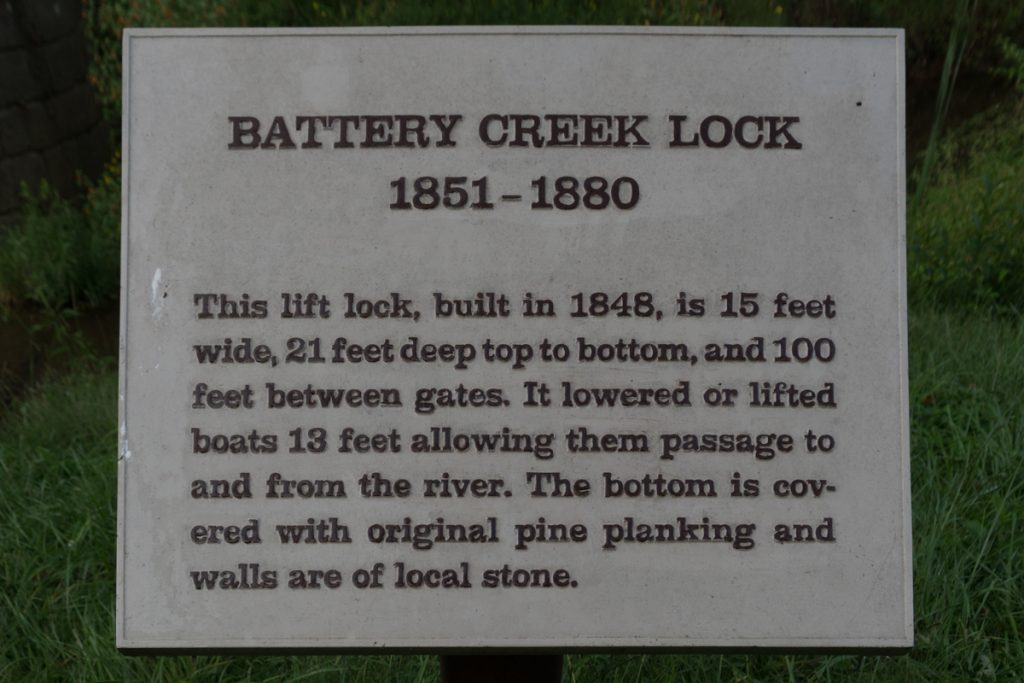 BATTERY CREEK LOCK
1851-1880
This lift lock, built in 1848, is 15 feet
wide, 21 feet deep top to bottom, and 100
feet between gates. It lowered or lifted
boats 13 feet allowing them passage to
and from the river. The bottom is cov-
ered with original pine planking and
walls are of local stone.